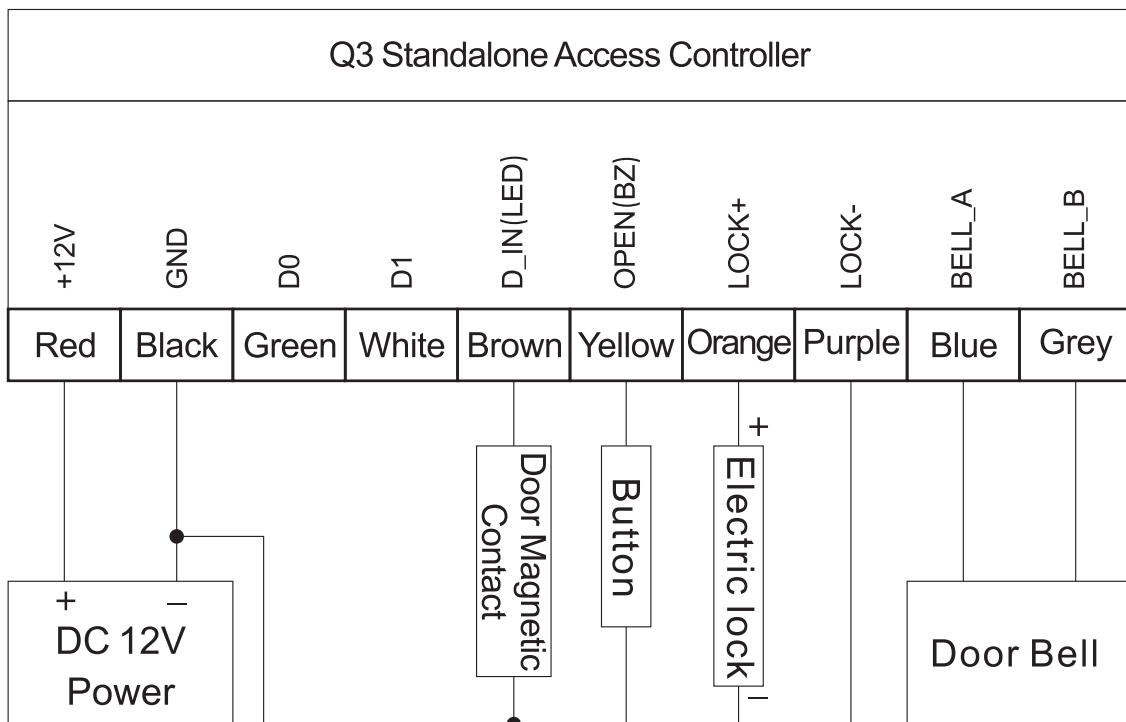 Q3 Standalone Access Controller
+12V
GND
D0
D1
D_IN(LED)
OPEN(BZ)
LOCK+
LOCK-
BELL_A
BELL_B
Red
Black
Green
White
Brown
Yellow
Orange
Purple
Blue
Grey
+
Door Magnetic
Contact
Button
Electric lock
–
+
–
DC 12V
Power
Door Bell